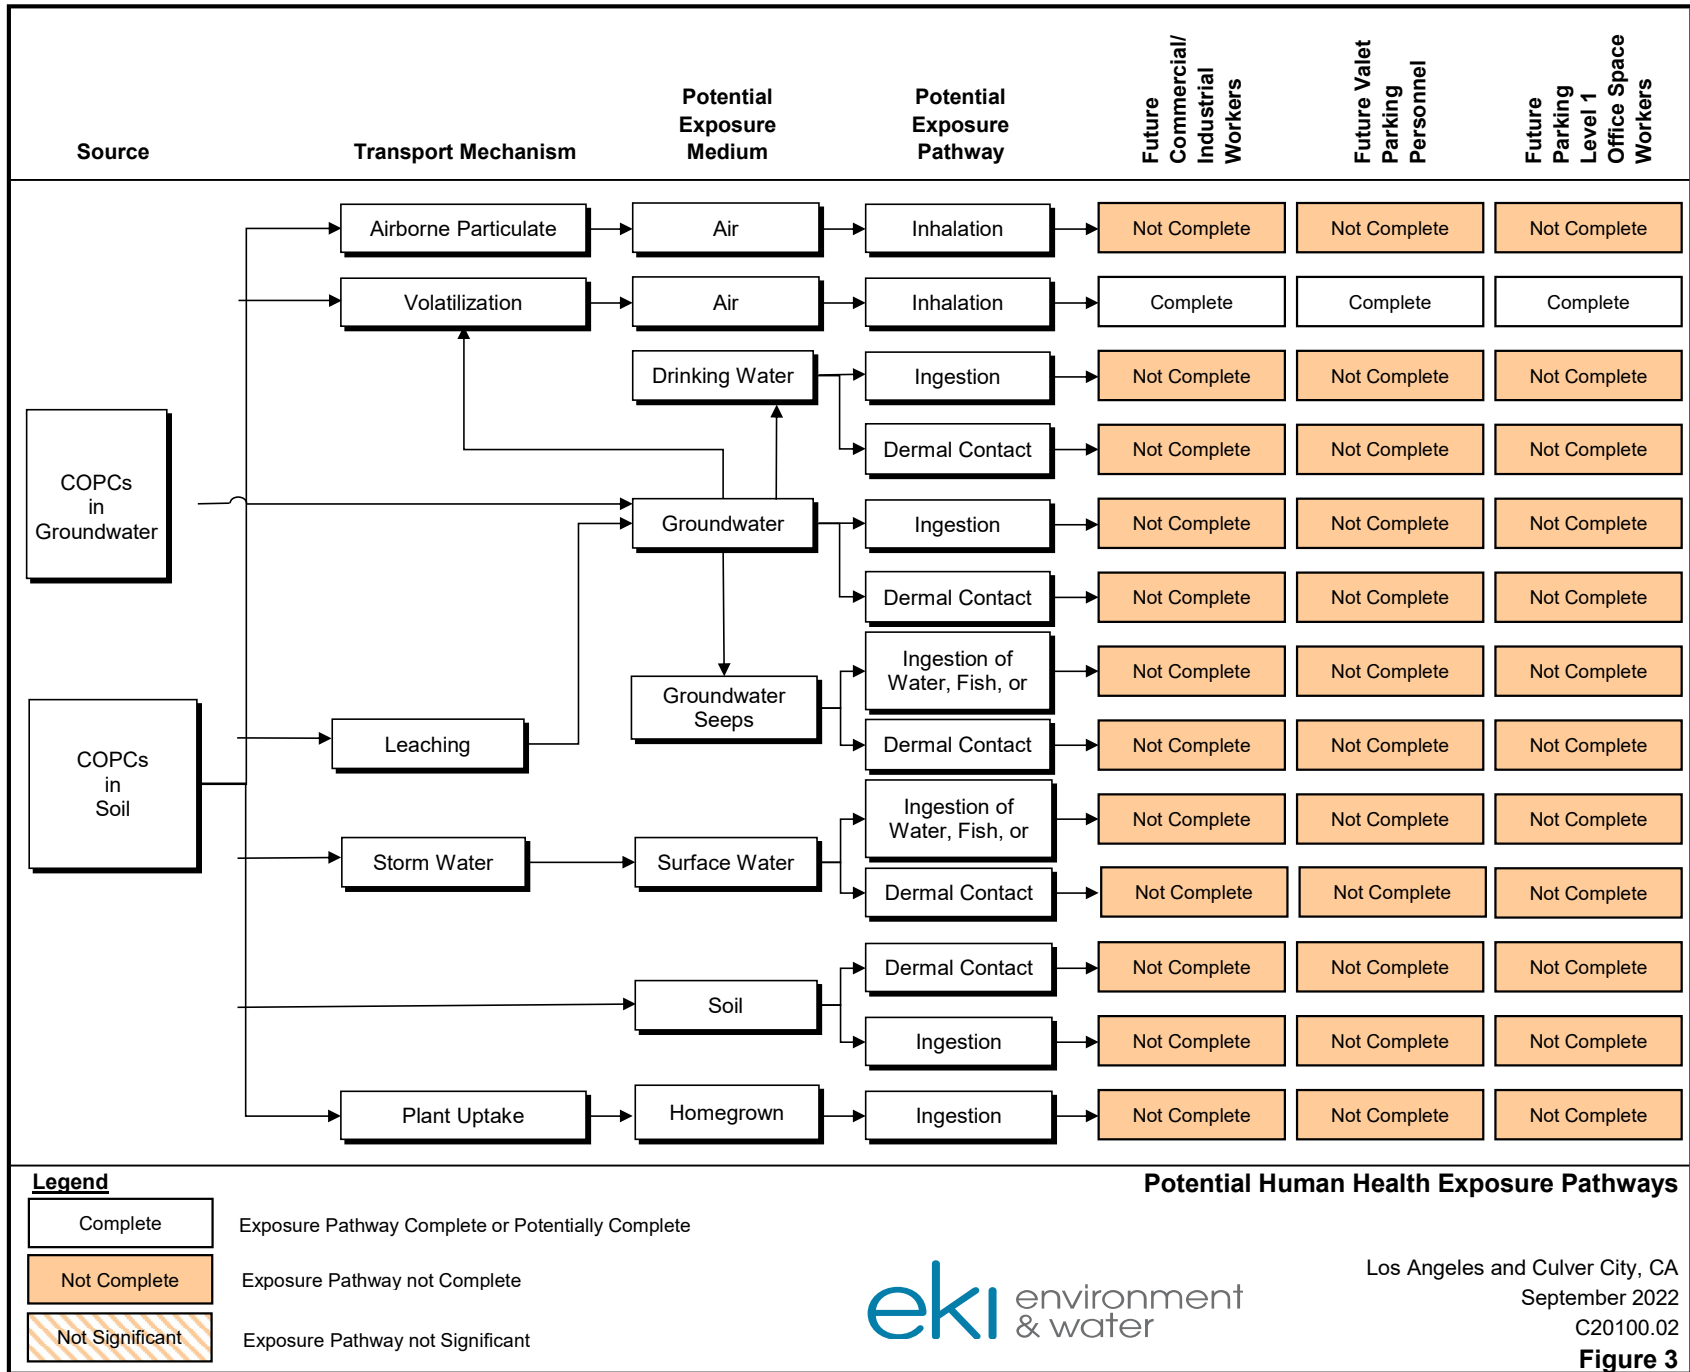 Source
Transport Mechanism
Potential
Exposure
Medium
Potential
Exposure
Pathway
Future
Commercial/
Industrial
Workers
Future Valet
Parking
Personnel
Future
Parking
Level 1
Office Space
Workers
COPCs
in
Groundwater
COPCs
in
Soil
Airborne Particulate
Air
Inhalation
Not Complete
Not Complete
Not Complete
Volatilization
Air
Inhalation
Complete
Complete
Complete
Drinking Water
Ingestion
Not Complete
Not Complete
Not Complete
Dermal Contact
Not Complete
Not Complete
Not Complete
Groundwater
Ingestion
Not Complete
Not Complete
Not Complete
Dermal Contact
Not Complete
Not Complete
Not Complete
Groundwater
Seeps
Ingestion of
Water, Fish, or
Not Complete
Not Complete
Not Complete
Leaching
Dermal Contact
Not Complete
Not Complete
Not Complete
Ingestion of
Water, Fish, or
Not Complete
Not Complete
Not Complete
Storm Water
Surface Water
Dermal Contact
Not Complete
Not Complete
Not Complete
Soil
Dermal Contact
Not Complete
Not Complete
Not Complete
Ingestion
Not Complete
Not Complete
Not Complete
Plant Uptake
Homegrown
Ingestion
Not Complete
Not Complete
Not Complete
Legend
Complete
Exposure Pathway Complete or Potentially Complete
Not Complete
Exposure Pathway not Complete
Not Significant
Exposure Pathway not Significant
eki environment
& water
Potential Human Health Exposure Pathways
Los Angeles and Culver City, CA
September 2022
C20100.02
Figure 3